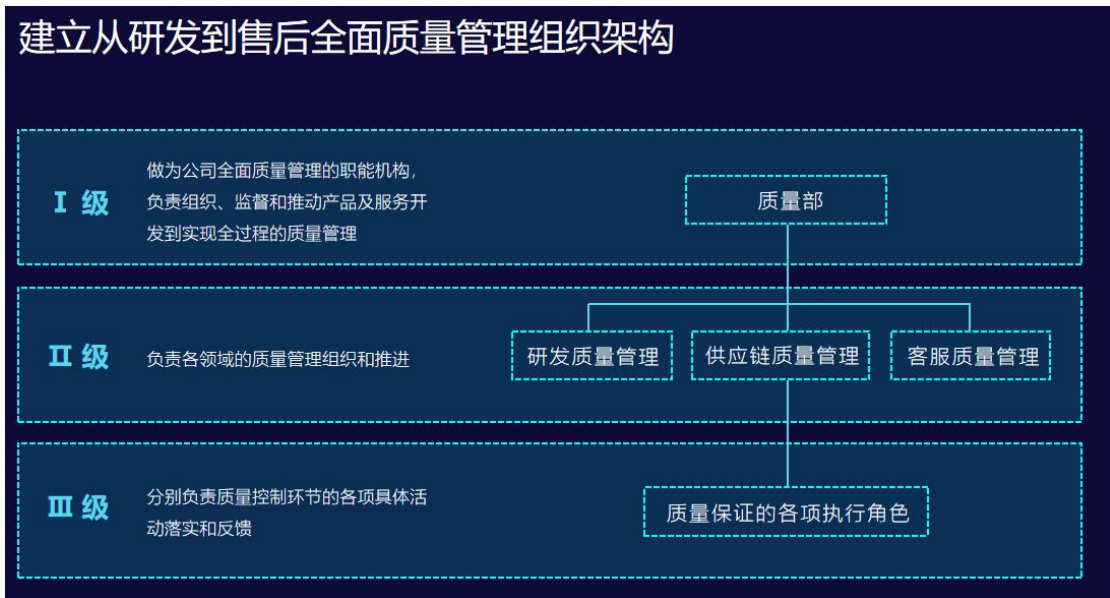 建立从研发到售后全面质量管理组织架构
I 级
做为公司全面质量管理的职能机构,
负责组织、监督和推动产品及服务开
发到实现全过程的质量管理
质量部
II 级
负责各领域的质量管理组织和推进
研发质量管理
供应链质量管理
客服质量管理
III 级
分别负责质量控制环节的各项具体活
动落实和反馈
质量保证的各项执行角色